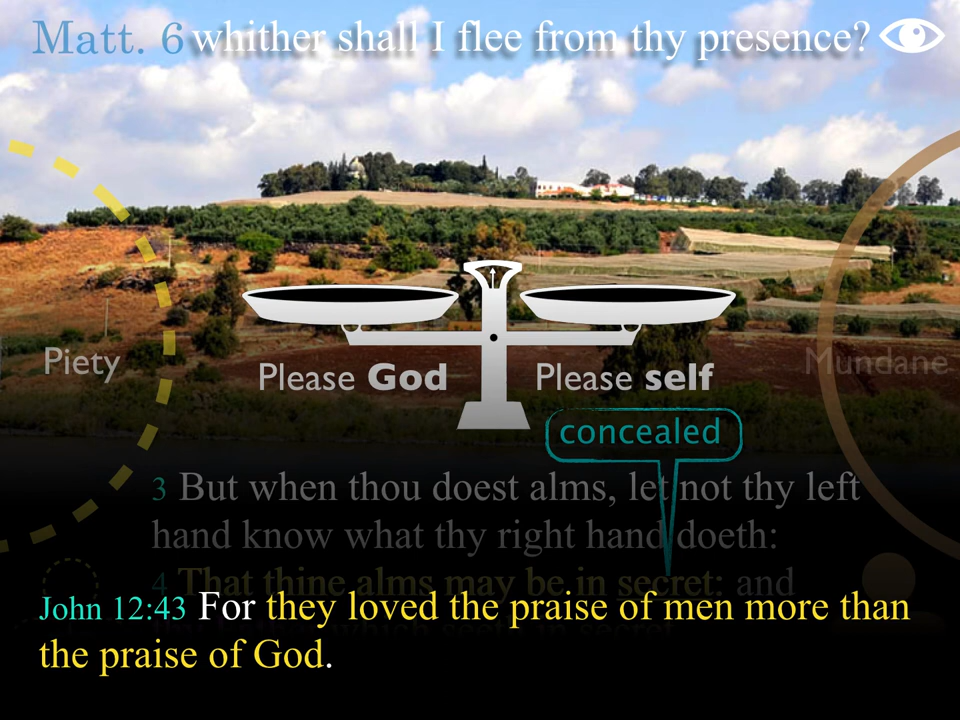 Matt. 6 whither shall I flee from thy presence?
Piety
Please God
Please self
Mundane
concealed
3 But when thou doest alms, let not thy left
hand know what thy right hand doeth:
4 That thine alms may be in secret: and
John 12:43 For they loved the praise of men more than
the praise of God.